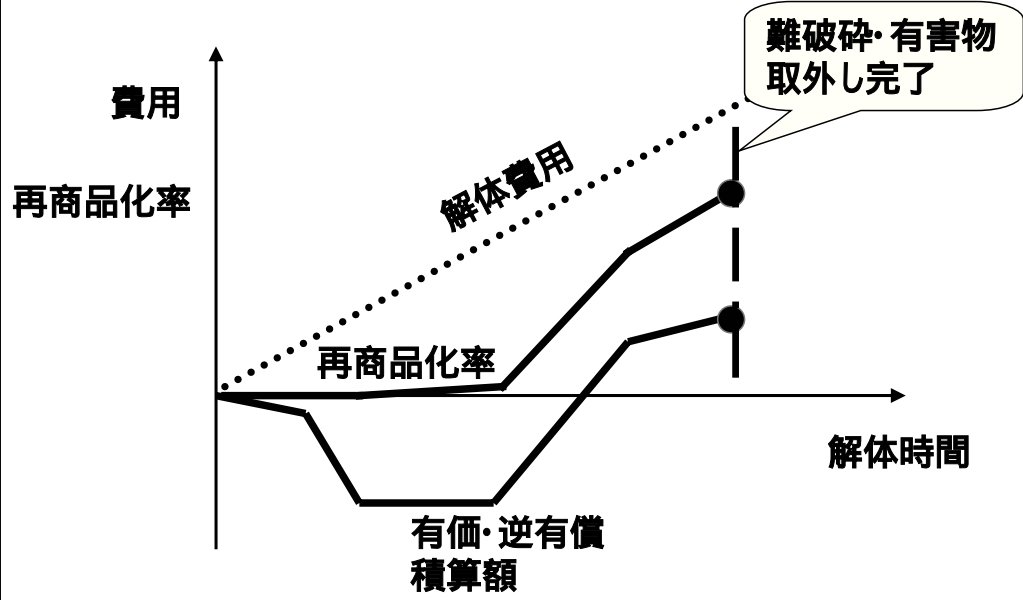 難破砕・有害物
取外し完了
費用
再商品化率
解体費用
再商品化率
解体時間
有価・逆有償
積算額